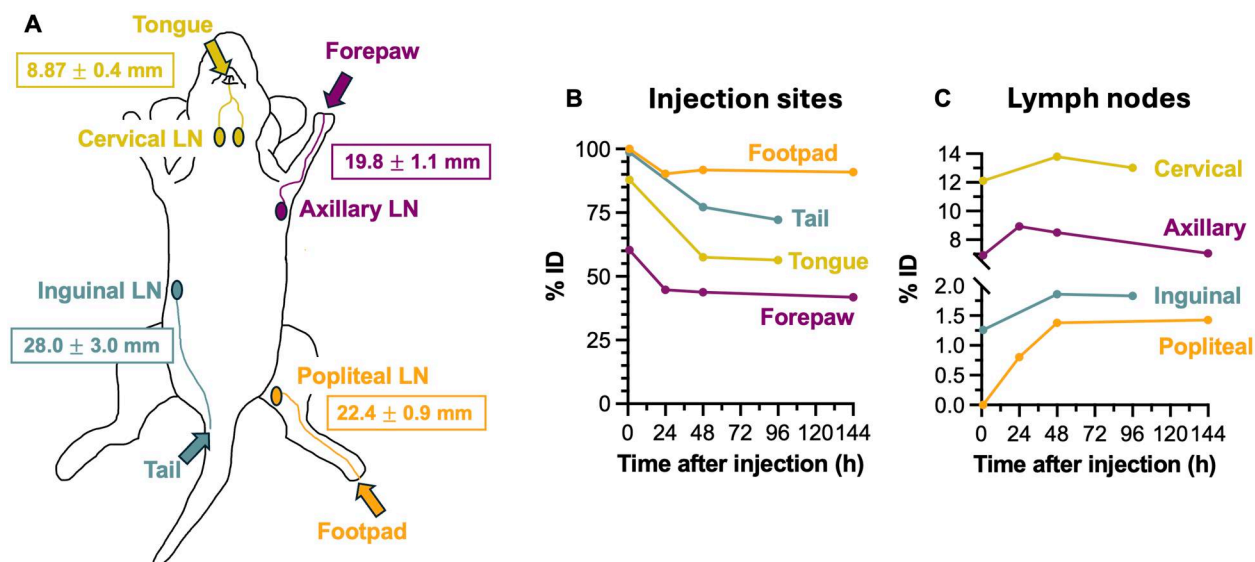 A
Tongue
8.87 ± 0.4 mm
Forepaw
Cervical LN
19.8 ± 1.1 mm
Axillary LN
Inguinal LN
28.0 ± 3.0 mm
Popliteal LN
22.4 ± 0.9 mm
Tail
Footpad
B
Injection sites
% ID
100
75
50
25
0
Footpad
Tail
Tongue
Forepaw
0 24 48 72 96 120 144
Time after injection (h)
C
Lymph nodes
% ID
14
12
10
8
2.0
1.5
1.0
0.5
0.0
Cervical
Axillary
Inguinal
Popliteal
0 24 48 72 96 120 144
Time after injection (h)